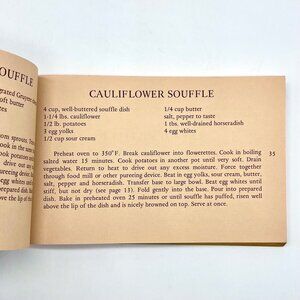 OUFFLE
grated Gruyere
oft butter
CAULIFLOWER SOUFFLE
4 cup, well-buttered souffle dish
1-1/4 lbs. cauliflower
1/2 lb. potatoes
3 egg yolks
1/2 cup sour cream
1/4 cup butter
salt, pepper to taste
1 tbs. well-drained horseradish
4 egg whites
Preheat oven to 350°F. Break cauliflower into flowerettes. Cook in boiling
salted water 15 minutes. Cook potatoes in another pot until very soft. Drain
vegetables. Return to heat to drive out any excess moisture. Force together
through food mill or other pureeing device. Beat in egg yolks, sour cream, butter,
salt, pepper and horseradish. Transfer base to large bowl. Beat egg whites until
stiff, but not dry (see page 13). Fold gently into the base. Pour into prepared
dish. Bake in preheated oven 25 minutes or until souffle has puffed, risen well
above the lip of the dish and is nicely browned on top. Serve at once.
35